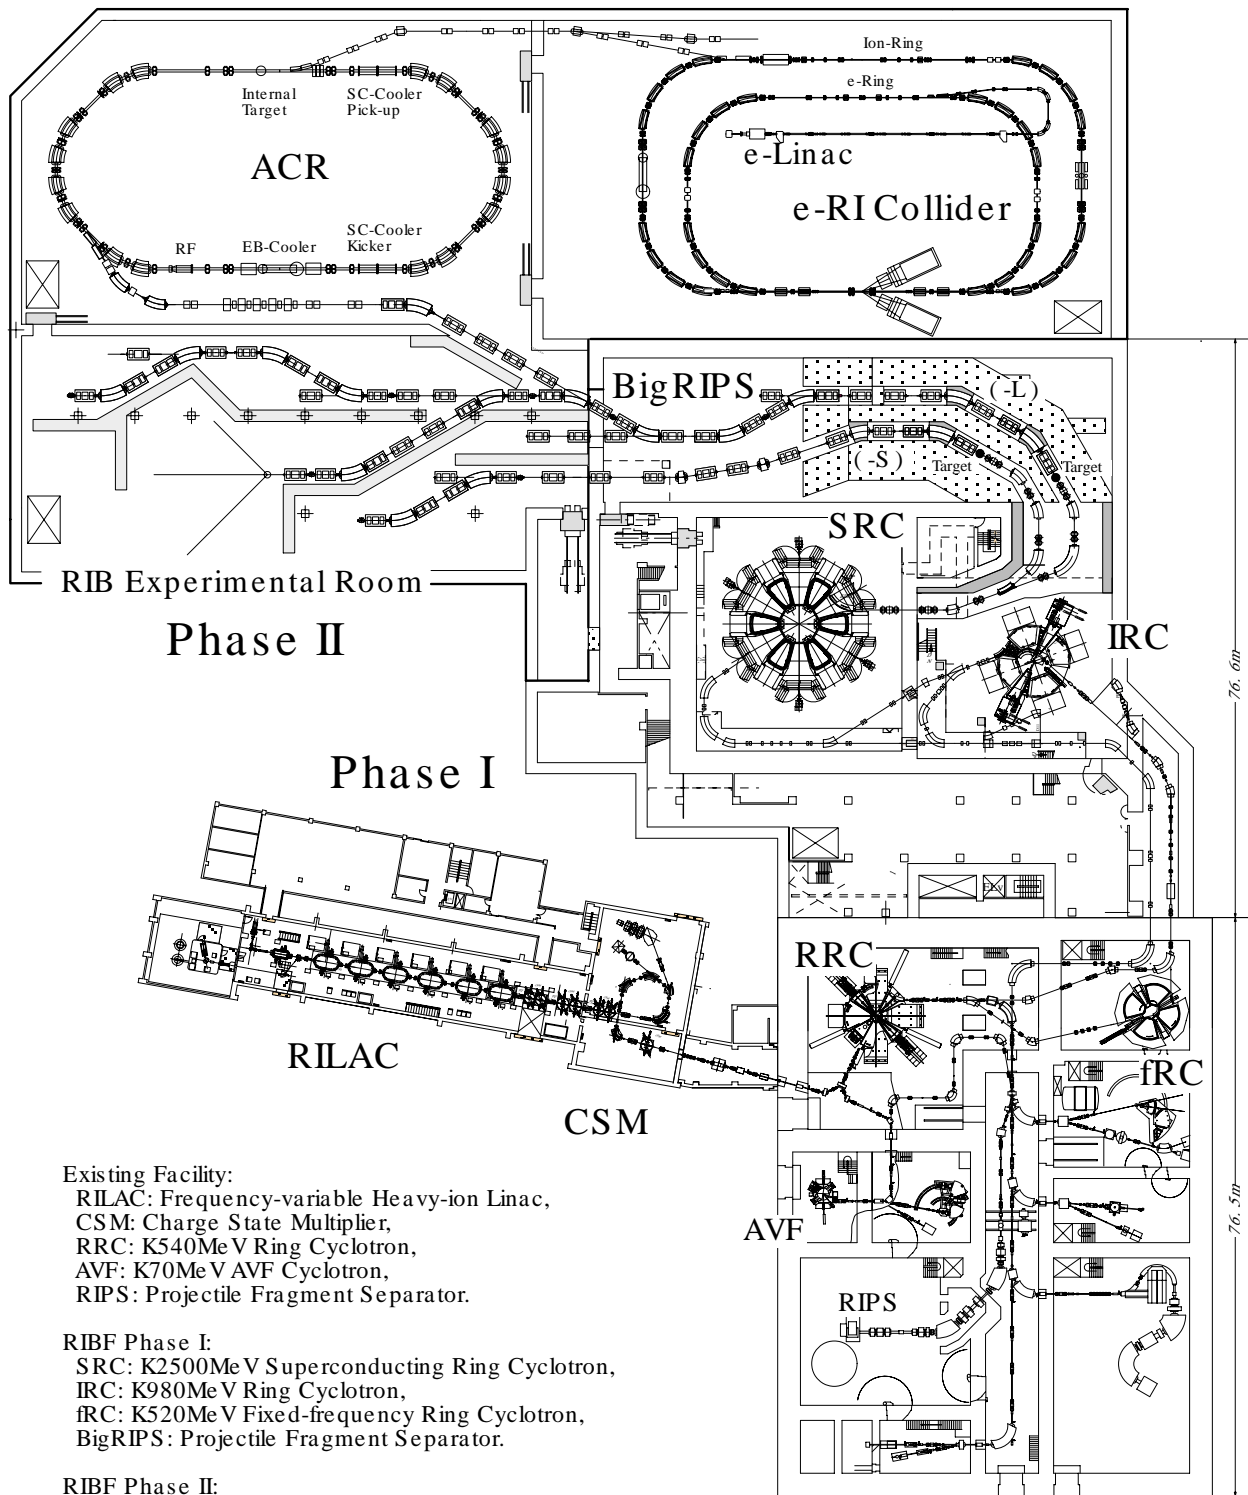 Ion-Ring
e-Ring
Internal
Target
SC-Cooler
Pick-up
e-Linac
ACR
e-RI Collider
RF
EB-Cooler
SC-Cooler
Kicker
BigRIPS
(-L)
(-S)
Target
Target
SRC
RIB Experimental Room
Phase II
IRC
76.6m
Phase I
ELv
RRC
RILAC
fRC
CSM
Existing Facility:
RILAC: Frequency-variable Heavy-ion Linac,
CSM: Charge State Multiplier,
RRC: K540MeV Ring Cyclotron,
AVF: K70MeV AVF Cyclotron,
RIPS: Projectile Fragment Separator.
AVF
76.5m
RIPS
RIBF Phase I:
SRC: K2500MeV Superconducting Ring Cyclotron,
IRC: K980MeV Ring Cyclotron,
fRC: K520MeV Fixed-frequency Ring Cyclotron,
BigRIPS: Projectile Fragment Separator.
RIBF Phase II: